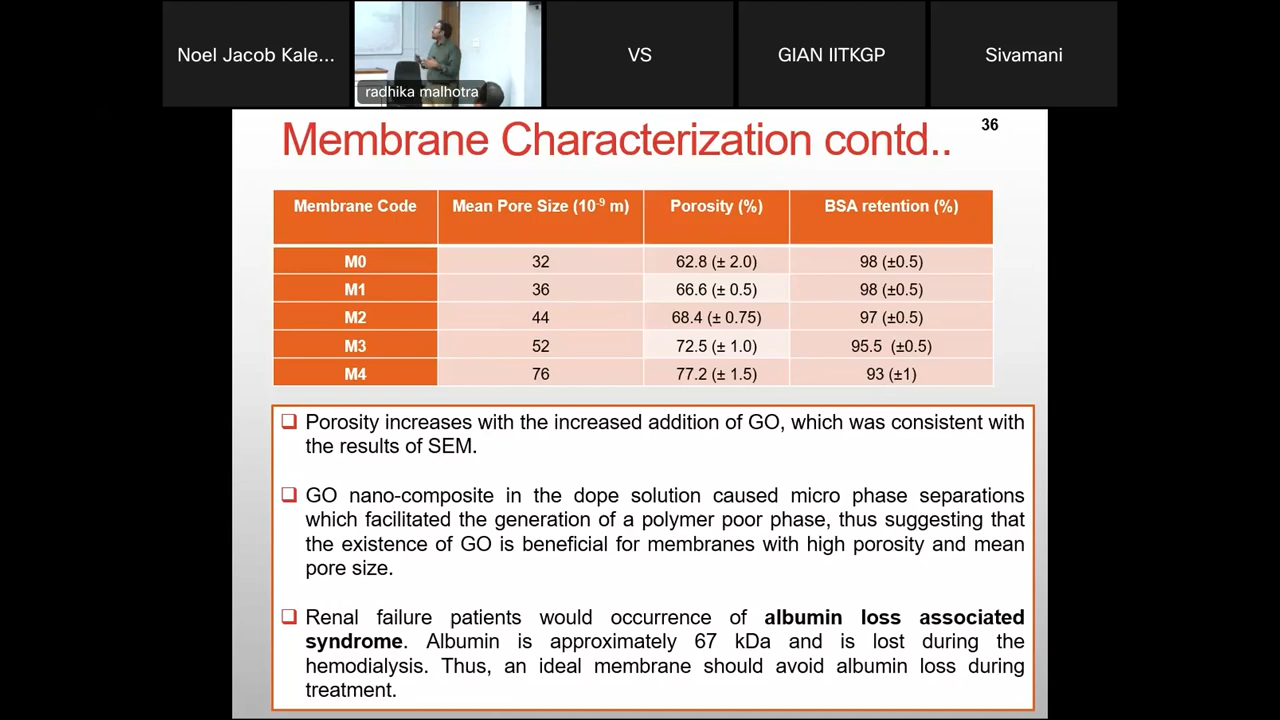 Noel Jacob Kale...
radhika malhotra
VS
GIAN IITKGP
Sivamani
Membrane Characterization contd..
36
Membrane Code Mean Pore Size (10-9 m) Porosity (%) BSA retention (%)
M0 32 62.8 (± 2.0) 98 (±0.5)
M1 36 66.6 (± 0.5) 98 (±0.5)
M2 44 68.4 (± 0.75) 97 (±0.5)
M3 52 72.5 (± 1.0) 95.5 (±0.5)
M4 76 77.2 (± 1.5) 93 (±1)
Porosity increases with the increased addition of GO, which was consistent with
the results of SEM.
GO nano-composite in the dope solution caused micro phase separations
which facilitated the generation of a polymer poor phase, thus suggesting that
the existence of GO is beneficial for membranes with high porosity and mean
pore size.
Renal failure patients would occurrence of albumin loss associated
syndrome. Albumin is approximately 67 kDa and is lost during the
hemodialysis. Thus, an ideal membrane should avoid albumin loss during
treatment.